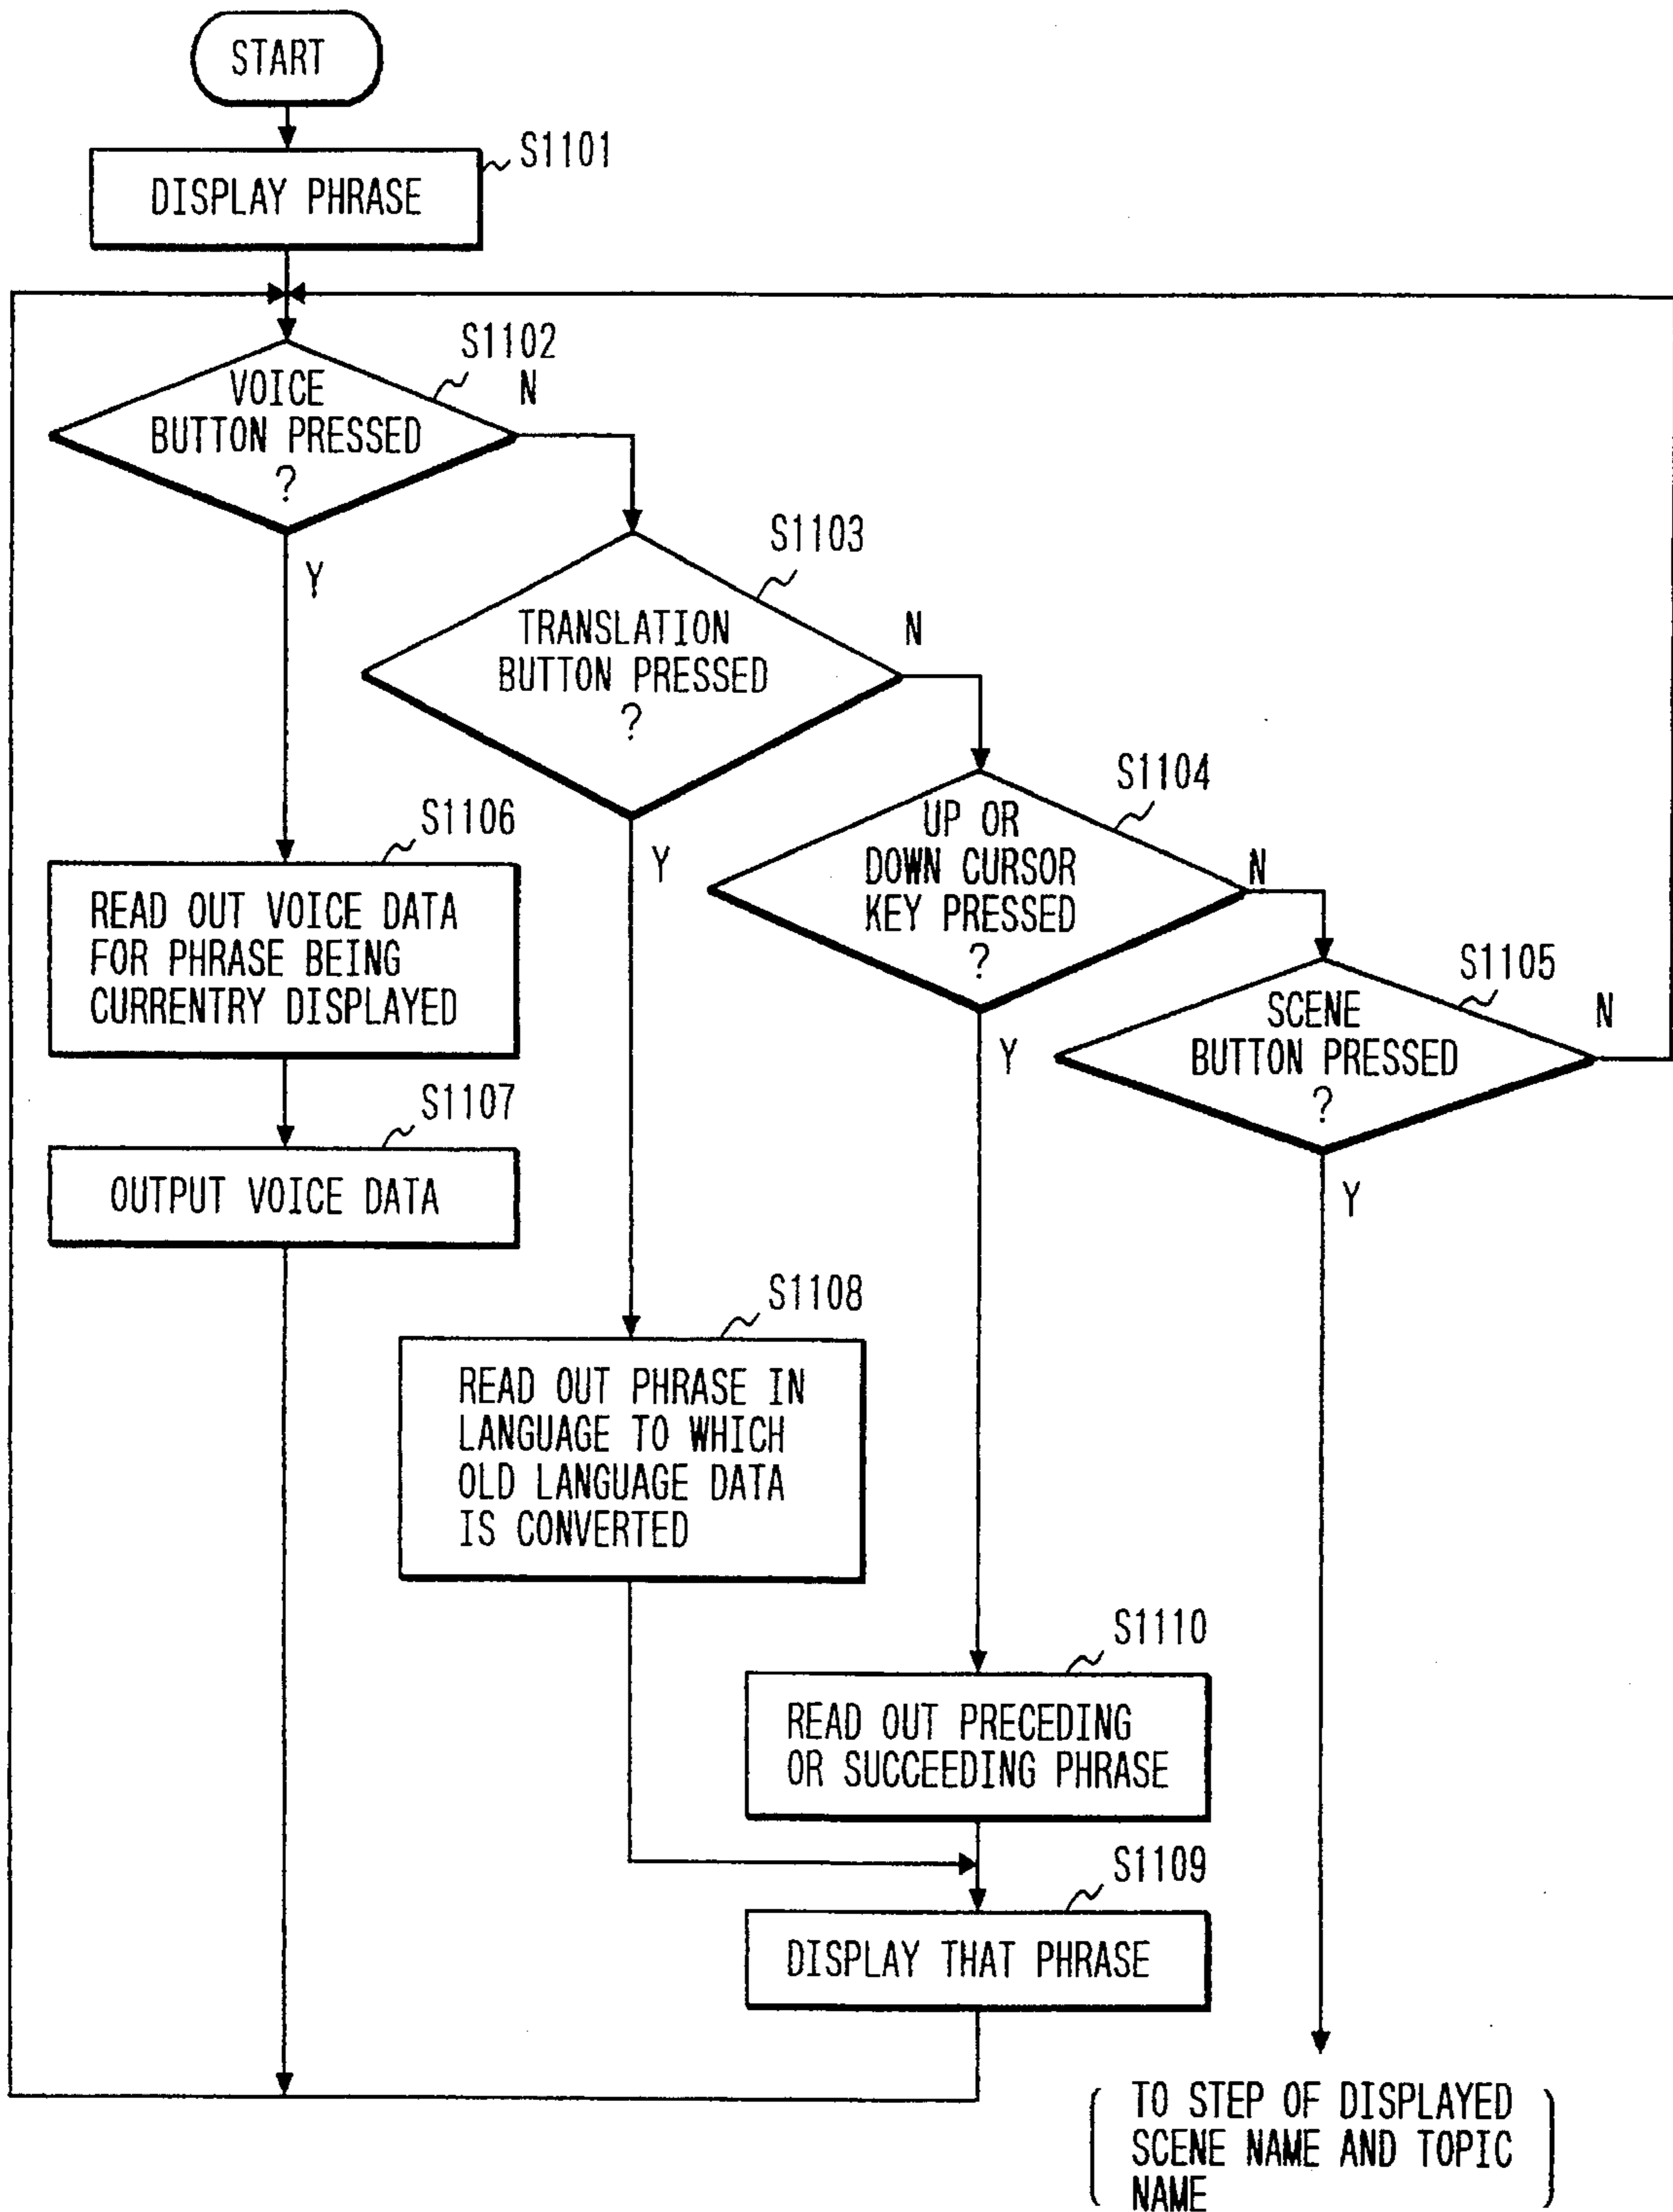 START
S1101
DISPLAY PHRASE
S1102
VOICE
BUTTON PRESSED
?
N
Y
S1103
TRANSLATION
BUTTON PRESSED
?
N
Y
S1104
UP OR
DOWN CURSOR
KEY PRESSED
?
N
Y
S1105
SCENE
BUTTON PRESSED
?
N
Y
S1106
READ OUT VOICE DATA
FOR PHRASE BEING
CURRENTRY DISPLAYED
S1107
OUTPUT VOICE DATA
S1108
READ OUT PHRASE IN
LANGUAGE TO WHICH
OLD LANGUAGE DATA
IS CONVERTED
S1110
READ OUT PRECEDING
OR SUCCEEDING PHRASE
S1109
DISPLAY THAT PHRASE
( TO STEP OF DISPLAYED
SCENE NAME AND TOPIC
NAME )